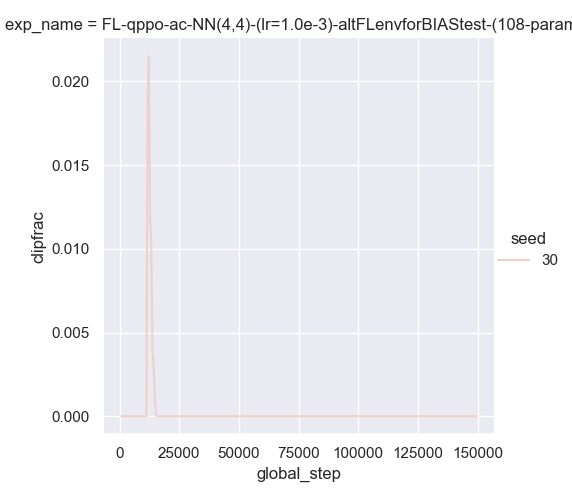 exp_name = FL-qppo-ac-NN(4,4)-(lr=1.0e-3)-altFLenvforBIAStest-(108-param
0.020
0.015
0.010
0.005
0.000
clipfrac
0 25000 50000 75000 100000 125000 150000
global_step
seed
30